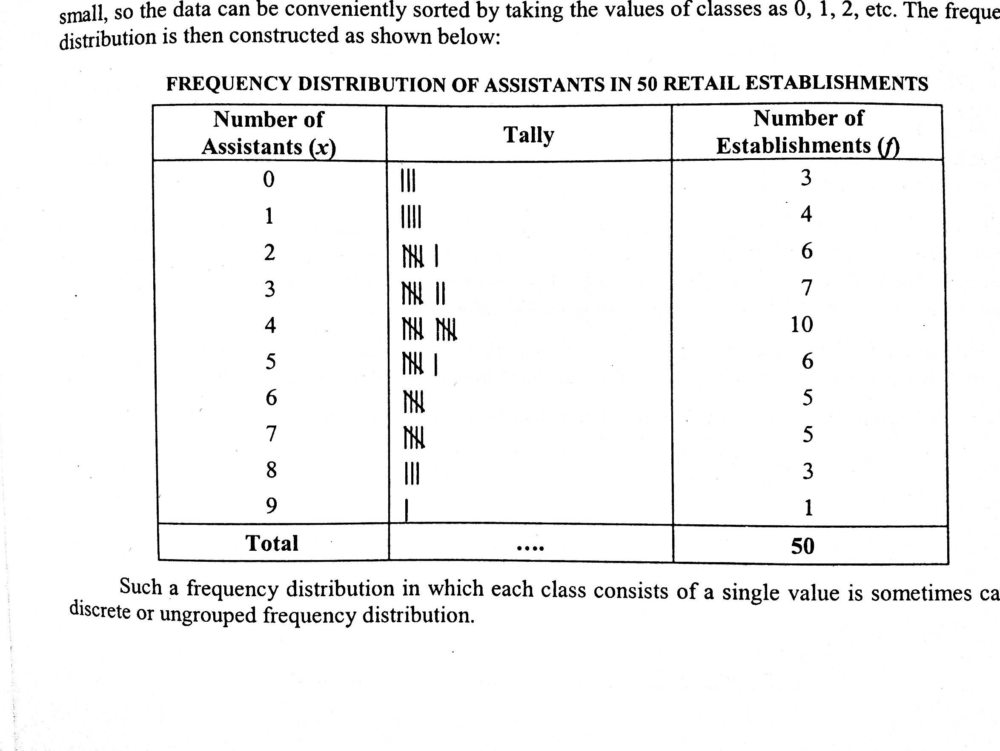 small, so the data can be conveniently sorted by taking the values of classes as 0, 1, 2, etc. The freque
distribution is then constructed as shown below:
FREQUENCY DISTRIBUTION OF ASSISTANTS IN 50 RETAIL ESTABLISHMENTS
Number of Assistants (x) Tally Number of Establishments (f)
0 ||| 3
1 |||| 4
2 |||| | 6
3 |||| || 7
4 |||| |||| 10
5 |||| | 6
6 |||| 5
7 |||| 5
8 ||| 3
9 | 1
Total .... 50
Such a frequency distribution in which each class consists of a single value is sometimes ca
discrete or ungrouped frequency distribution.